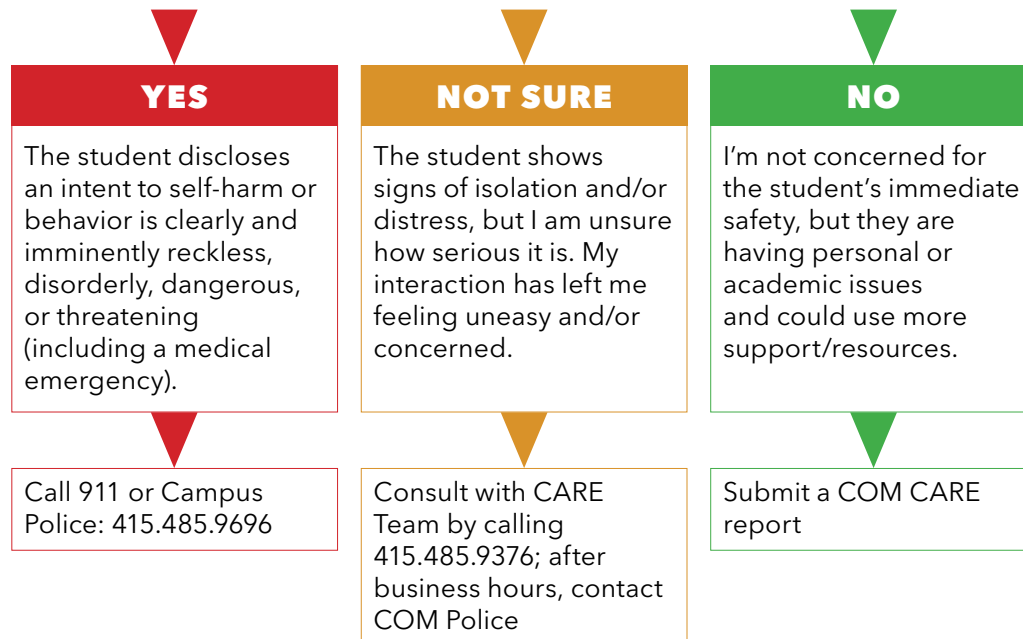 YES
The student discloses
an intent to self-harm or
behavior is clearly and
imminently reckless,
disorderly, dangerous,
or threatening
(including a medical
emergency).
Call 911 or Campus
Police: 415.485.9696
NOT SURE
The student shows
signs of isolation and/or
distress, but I am unsure
how serious it is. My
interaction has left me
feeling uneasy and/or
concerned.
Consult with CARE
Team by calling
415.485.9376; after
business hours, contact
COM Police
NO
I’m not concerned for
the student’s immediate
safety, but they are
having personal or
academic issues
and could use more
support/resources.
Submit a COM CARE
report